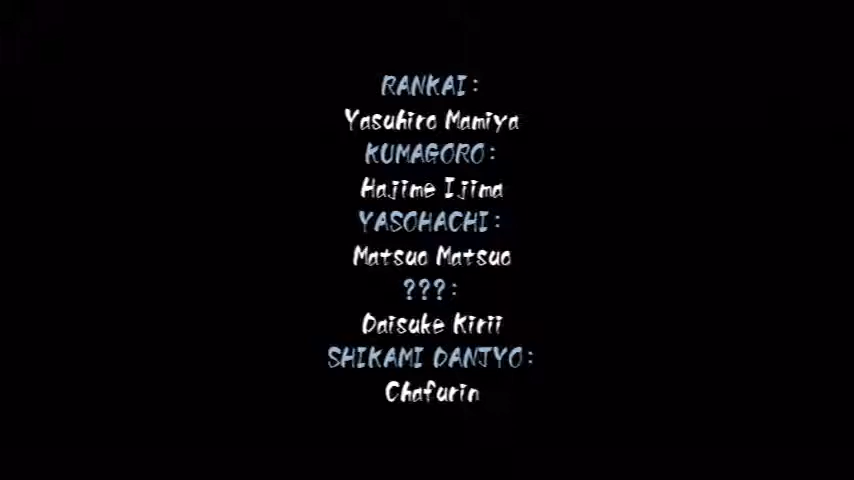 RANKAI:
Yasuhiro Mamiya
KUMAGORO:
Hajime Ijima
YASOHACHI:
Matsuo Matsuo
???:
Daisuke Kirii
SHIKAMI DANJYO:
Chafurin